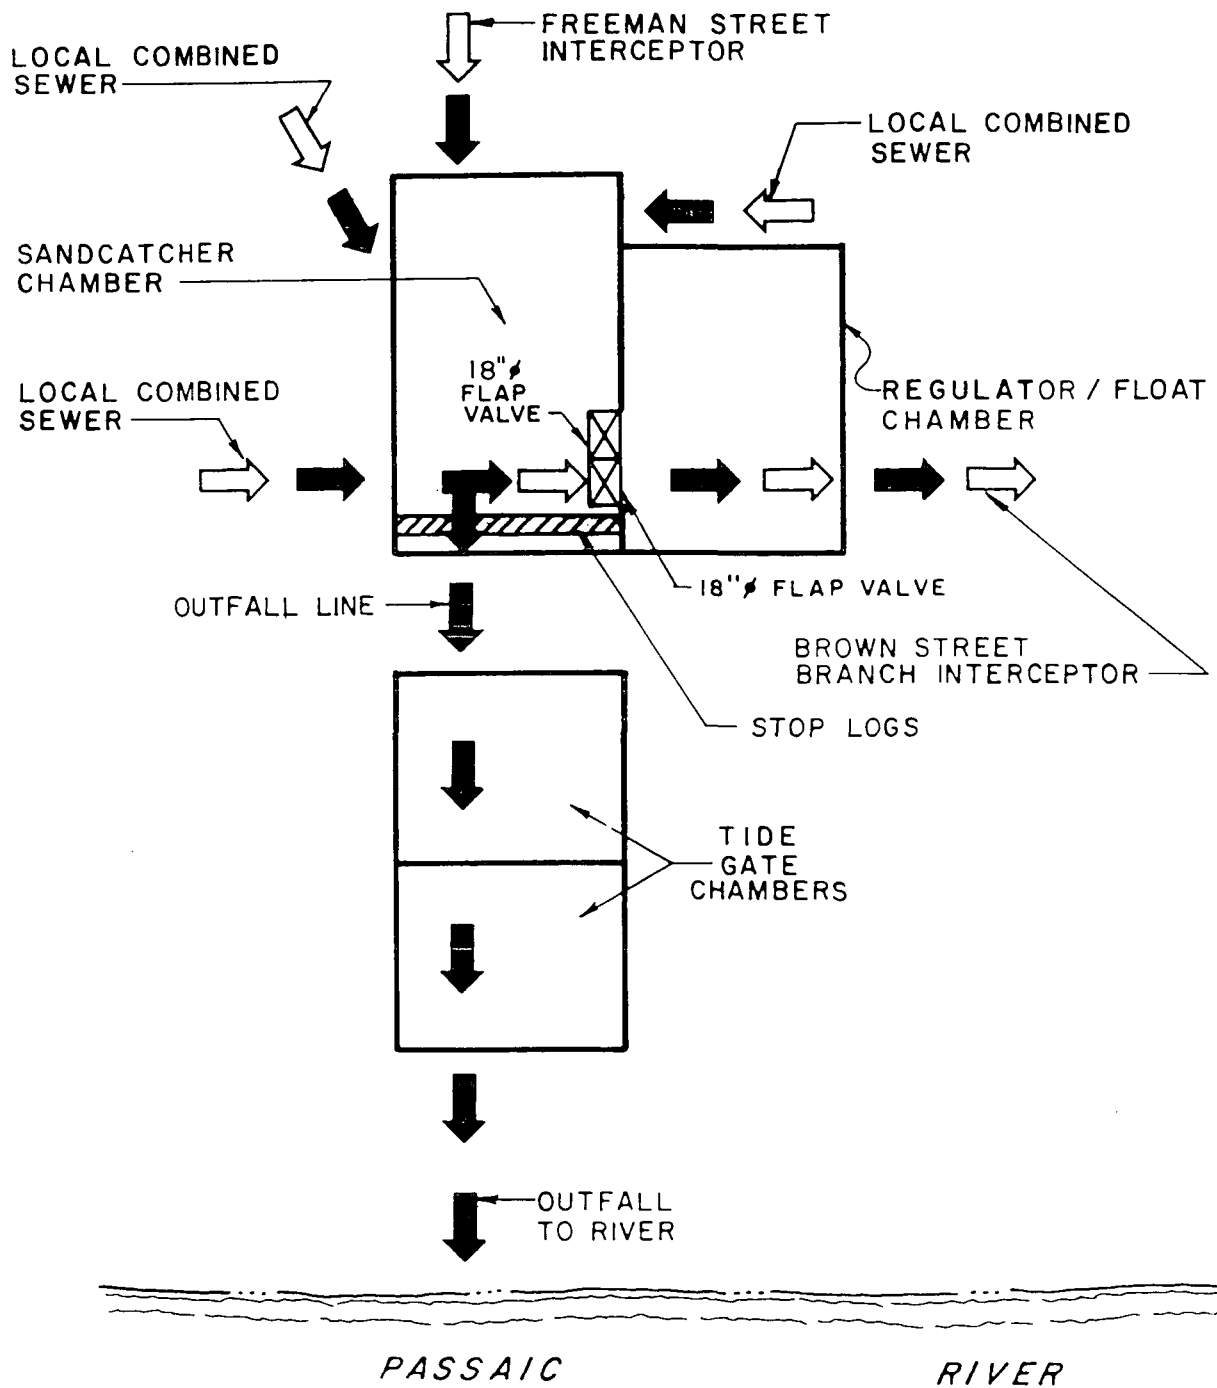 FREEMAN STREET
INTERCEPTOR
LOCAL COMBINED
SEWER
LOCAL COMBINED
SEWER
SANDCATCHER
CHAMBER
18"ø
FLAP
VALVE
LOCAL COMBINED
SEWER
REGULATOR / FLOAT
CHAMBER
18"ø FLAP VALVE
OUTFALL LINE
BROWN STREET
BRANCH INTERCEPTOR
STOP LOGS
TIDE
GATE
CHAMBERS
OUTFALL
TO RIVER
PASSAIC RIVER